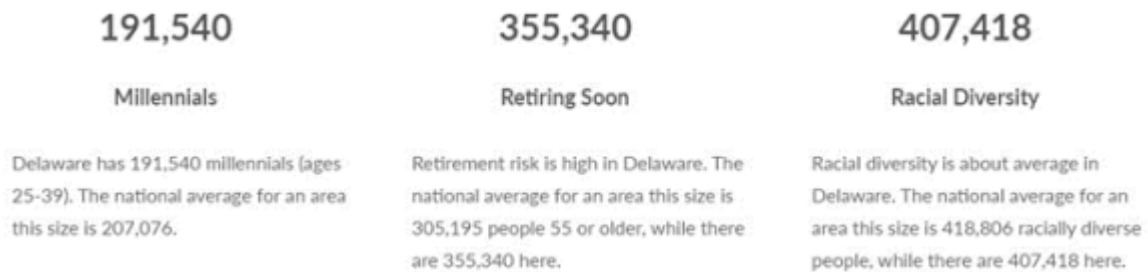 191,540
Millennials
Delaware has 191,540 millennials (ages
25-39). The national average for an area
this size is 207,076.
355,340
Retiring Soon
Retirement risk is high in Delaware. The
national average for an area this size is
305,195 people 55 or older, while there
are 355,340 here.
407,418
Racial Diversity
Racial diversity is about average in
Delaware. The national average for an
area this size is 418,806 racially diverse
people, while there are 407,418 here.